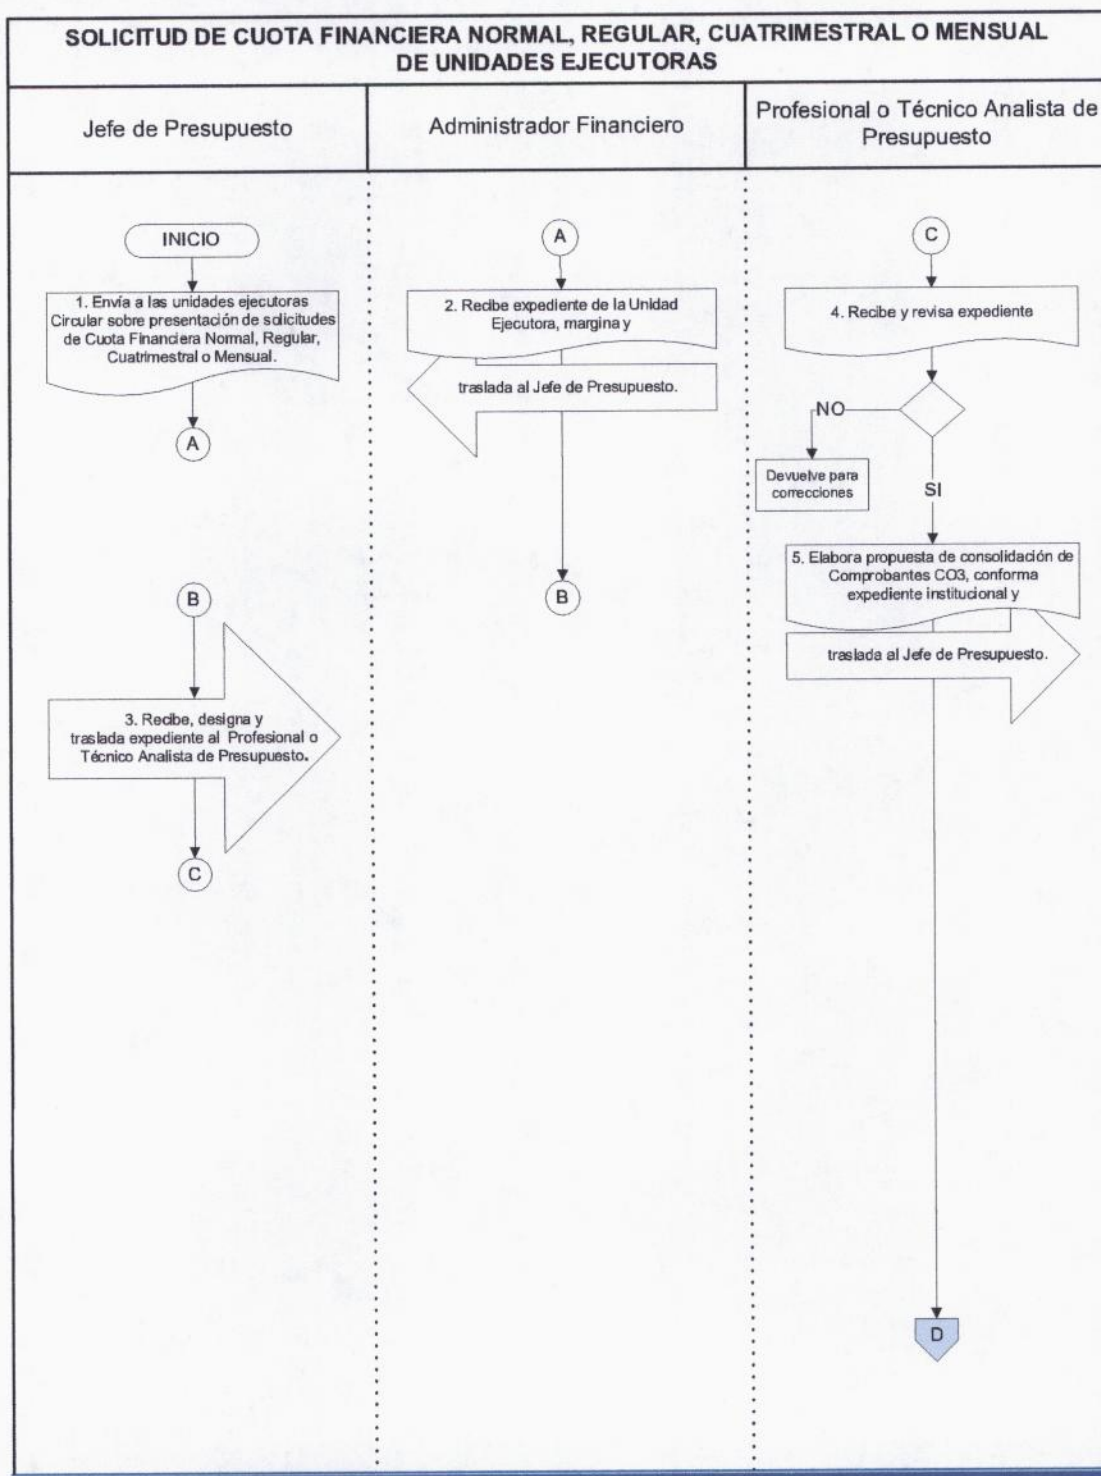 SOLICITUD DE CUOTA FINANCIERA NORMAL, REGULAR, CUATRIMESTRAL O MENSUAL
DE UNIDADES EJECUTORAS
Jefe de Presupuesto
Administrador Financiero
Profesional o Técnico Analista de
Presupuesto
INICIO
1. Envía a las unidades ejecutoras
Circular sobre presentación de solicitudes
de Cuota Financiera Normal, Regular,
Cuatrimestral o Mensual.
A
B
3. Recibe, designa y
traslada expediente al Profesional o
Técnico Analista de Presupuesto.
C
A
2. Recibe expediente de la Unidad
Ejecutora, margina y
traslada al Jefe de Presupuesto.
B
C
4. Recibe y revisa expediente
NO
Devuelve para
correcciones
SI
5. Elabora propuesta de consolidación de
Comprobantes CO3, conforma
expediente institucional y
traslada al Jefe de Presupuesto.
D